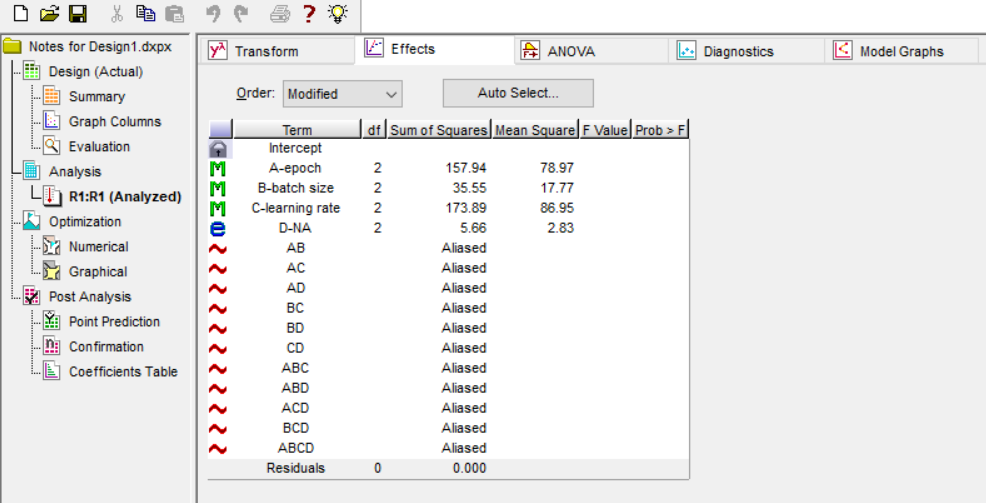 Notes for Design1.dxpx
Design (Actual)
Summary
Graph Columns
Evaluation
Analysis
R1:R1 (Analyzed)
Optimization
Numerical
Graphical
Post Analysis
Point Prediction
Confirmation
Coefficients Table
Transform Effects ANOVA Diagnostics Model Graphs
Order: Modified Auto Select...
Term df Sum of Squares Mean Square F Value Prob > F
Intercept
M A-epoch 2 157.94 78.97
M B-batch size 2 35.55 17.77
M C-learning rate 2 173.89 86.95
e D-NA 2 5.66 2.83
~ AB Aliased
~ AC Aliased
~ AD Aliased
~ BC Aliased
~ BD Aliased
~ CD Aliased
~ ABC Aliased
~ ABD Aliased
~ ACD Aliased
~ BCD Aliased
~ ABCD Aliased
Residuals 0 0.000